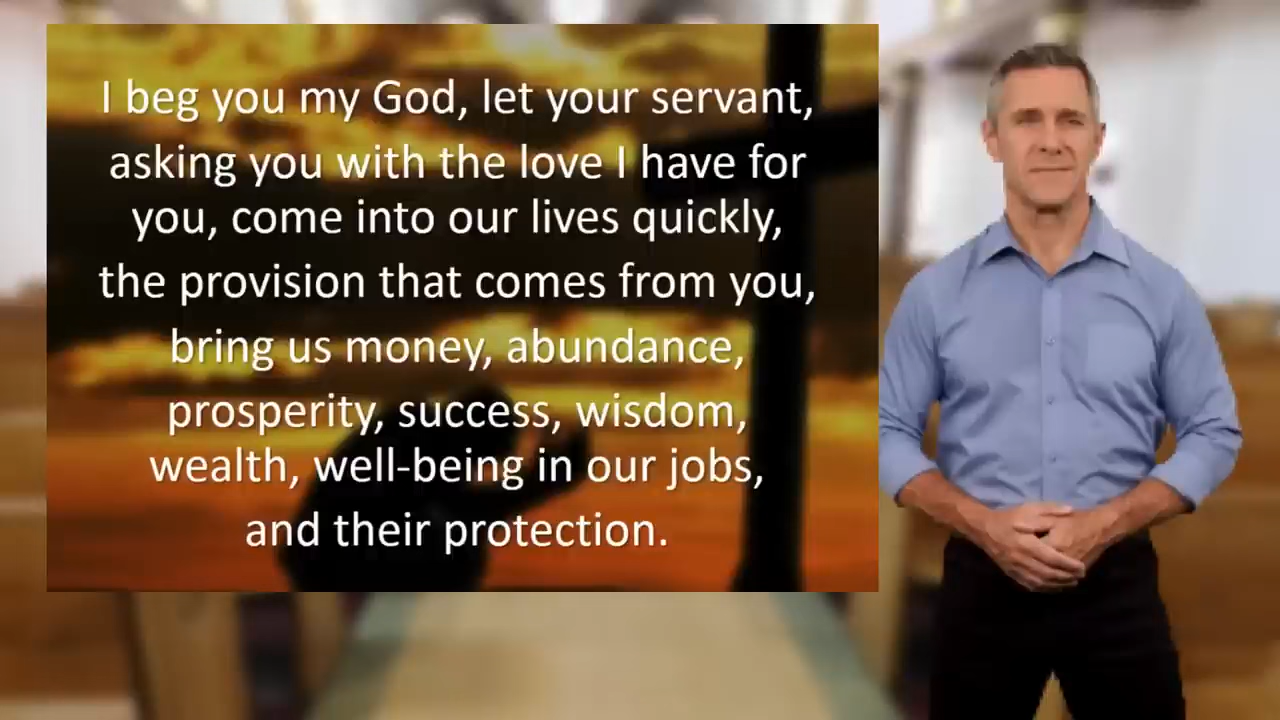 I beg you my God, let your servant,
asking you with the love I have for
you, come into our lives quickly,
the provision that comes from you,
bring us money, abundance,
prosperity, success, wisdom,
wealth, well-being in our jobs,
and their protection.